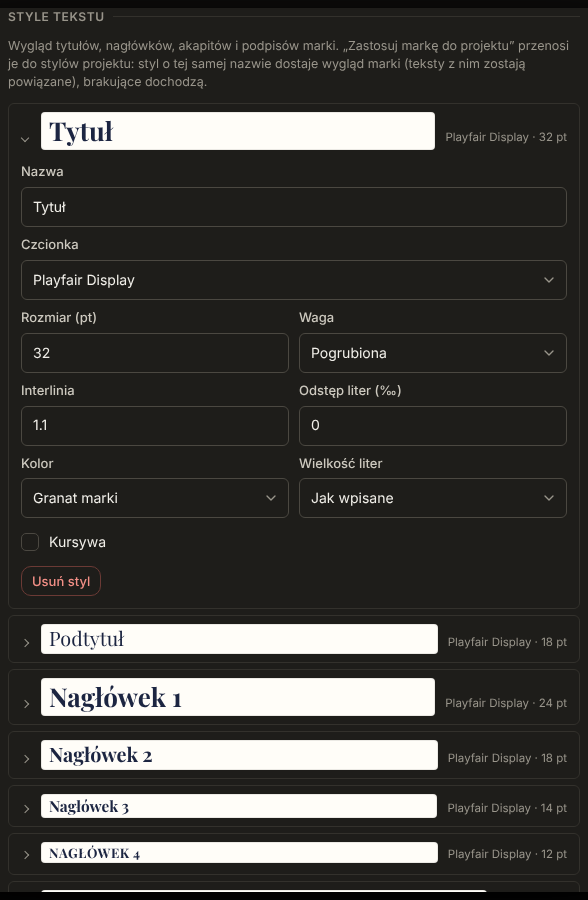 STYLE TEKSTU
Wygląd tytułów, nagłówków, akapitów i podpisów marki. „Zastosuj markę do projektu” przenosi
je do stylów projektu: styl o tej samej nazwie dostaje wygląd marki (teksty z nim zostają
powiązane), brakujące dochodzą.
Tytuł
Playfair Display · 32 pt
Nazwa
Tytuł
Czcionka
Playfair Display
Rozmiar (pt) Waga
32 Pogrubiona
Interlinia Odstęp liter (‰)
1.1 0
Kolor Wielkość liter
Granat marki Jak wpisane
Kursywa
Usuń styl
Podtytuł Playfair Display · 18 pt
Nagłówek 1 Playfair Display · 24 pt
Nagłówek 2 Playfair Display · 18 pt
Nagłówek 3 Playfair Display · 14 pt
NAGŁÓWEK 4 Playfair Display · 12 pt